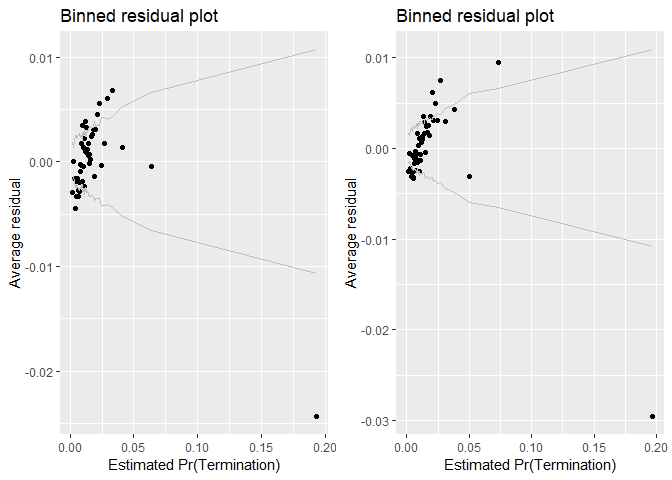 Binned residual plot
0.01
0.00
-0.01
-0.02
Average residual
0.00 0.05 0.10 0.15 0.20
Estimated Pr(Termination)
Binned residual plot
0.01
0.00
-0.01
-0.02
-0.03
Average residual
0.00 0.05 0.10 0.15 0.20
Estimated Pr(Termination)